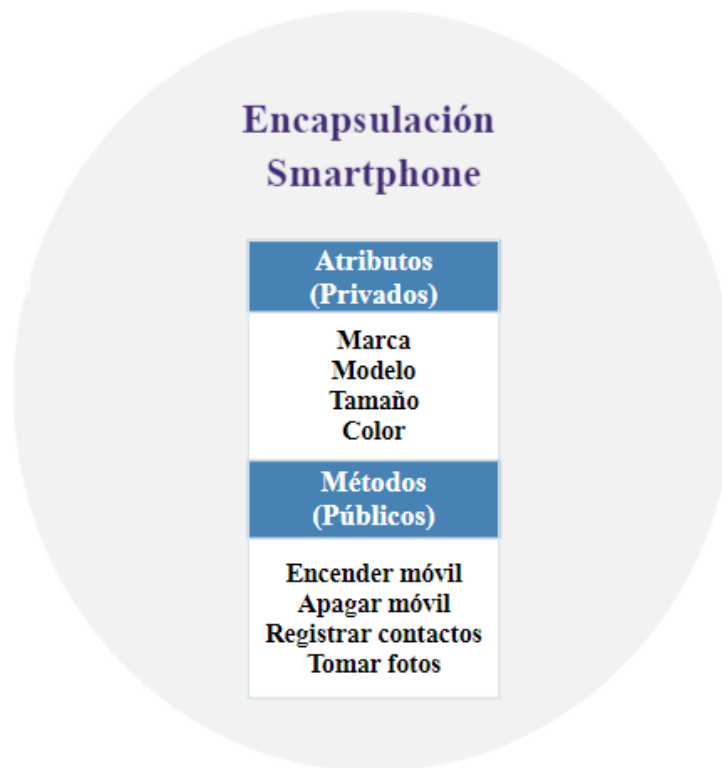 Encapsulación
Smartphone
Atributos
(Privados)
Marca
Modelo
Tamaño
Color
Métodos
(Públicos)
Encender móvil
Apagar móvil
Registrar contactos
Tomar fotos